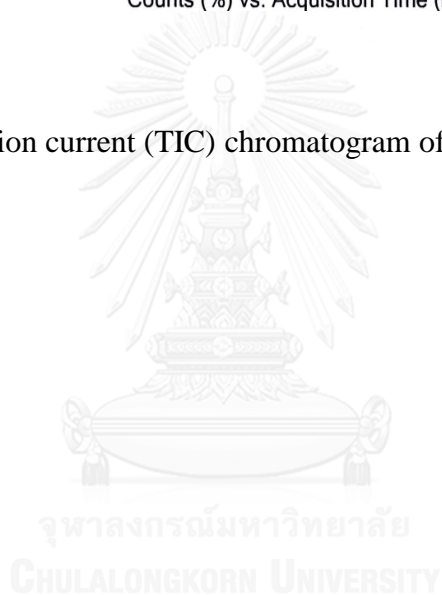 Counts (%) vs. Acquisition Time (
ion current (TIC) chromatogram of
จุฬาลงกรณ์มหาวิทยาลัย
CHULALONGKORN UNIVERSITY